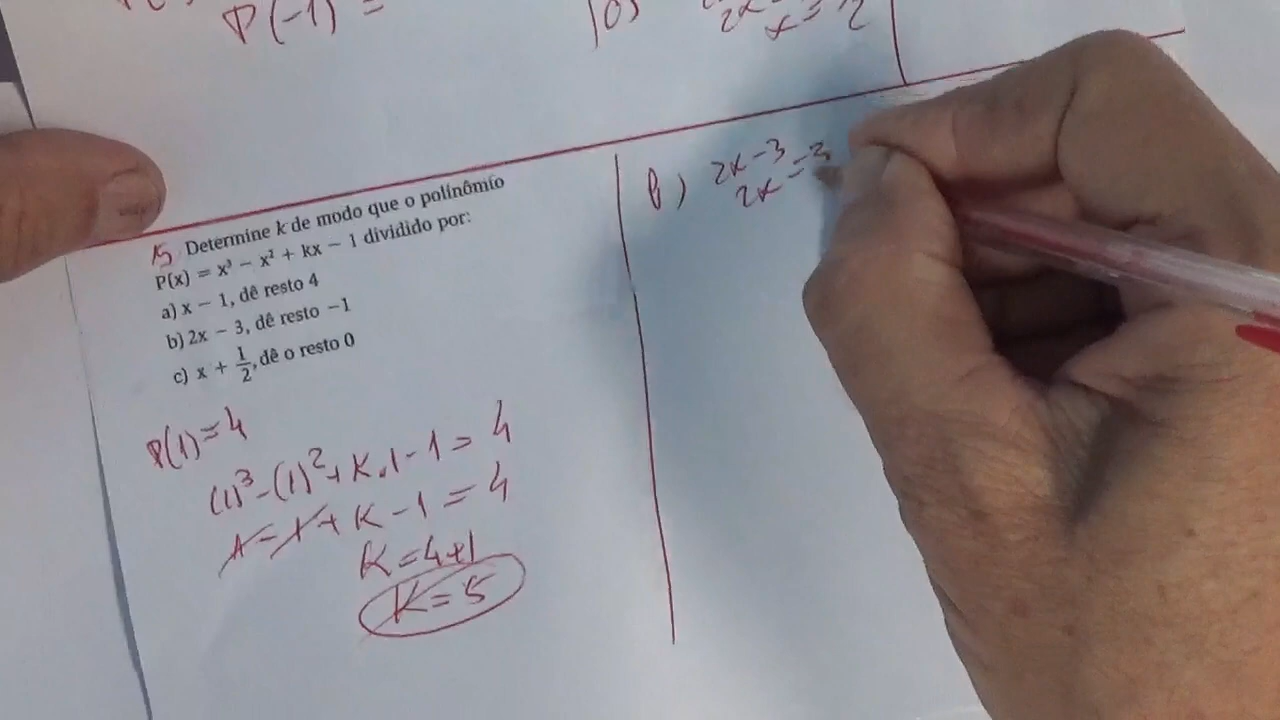 P(-1) =
15 Determine k de modo que o polinômio
P(x) = x³ − x² + kx − 1 dividido por:
a) x − 1, dê resto 4
b) 2x − 3, dê resto −1
c) x + 1/2, dê o resto 0
P(1)=4
(1)³-(1)²+K.1-1=4
1-1+K-1=4
K=4+1
K=5
b) 2x-3
2x=3